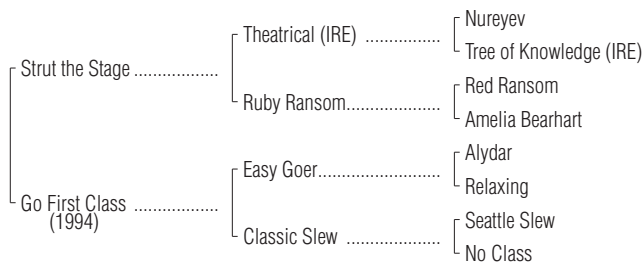 Nureyev
Theatrical (IRE) ..................
Tree of Knowledge (IRE)
Strut the Stage ..................
Red Ransom
Ruby Ransom....................
Amelia Bearhart
Alydar
Easy Goer..........................
Relaxing
Go First Class ..................
(1994)
Seattle Slew
Classic Slew ....................
No Class